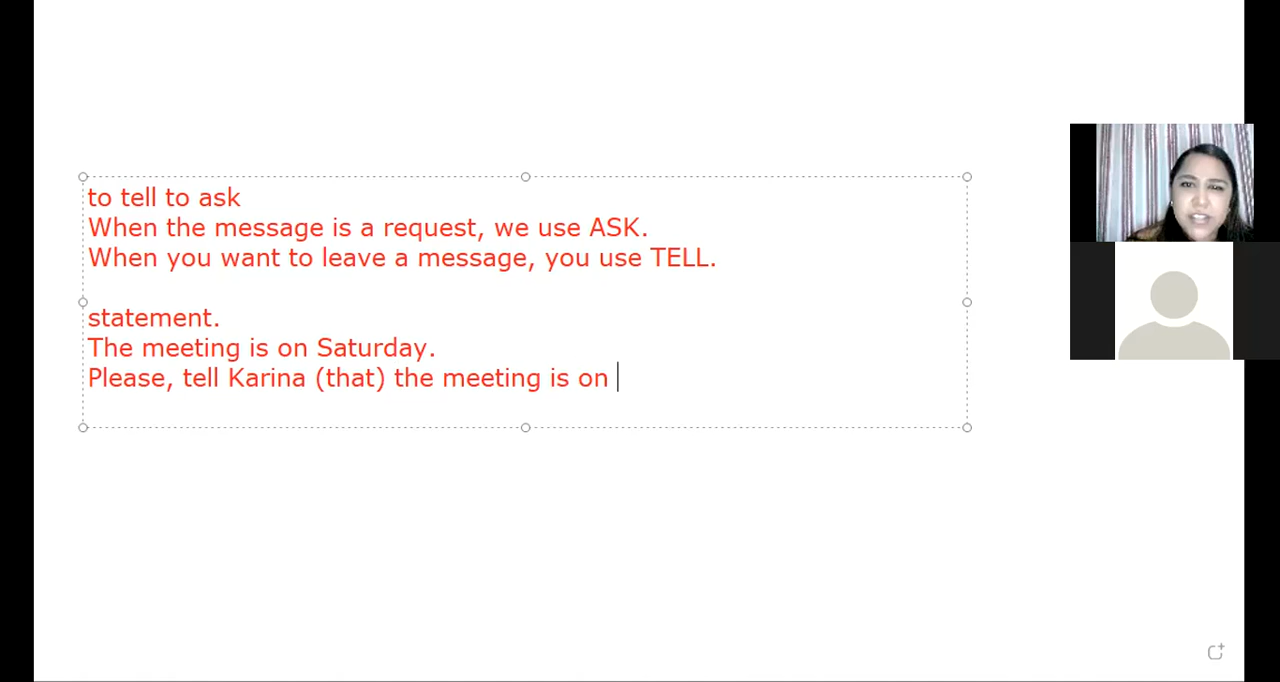 to tell to ask
When the message is a request, we use ASK.
When you want to leave a message, you use TELL.
statement.
The meeting is on Saturday.
Please, tell Karina (that) the meeting is on